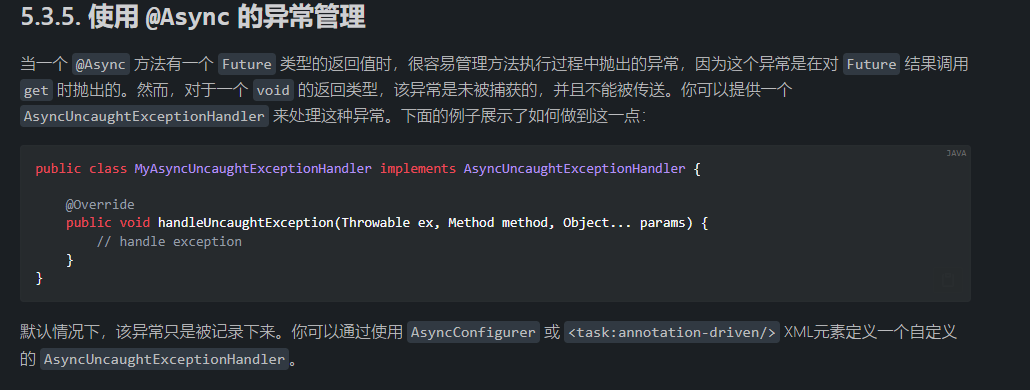 5.3.5. 使用 @Async 的异常管理
当一个 @Async 方法有一个 Future 类型的返回值时，很容易管理方法执行过程中抛出的异常，因为这个异常是在对 Future 结果调用
get 时抛出的。然而，对于一个 void 的返回类型，该异常是未被捕获的，并且不能被传送。你可以提供一个
AsyncUncaughtExceptionHandler 来处理这种异常。下面的例子展示了如何做到这一点：
JAVA
public class MyAsyncUncaughtExceptionHandler implements AsyncUncaughtExceptionHandler {
@Override
public void handleUncaughtException(Throwable ex, Method method, Object... params) {
// handle exception
}
}
默认情况下，该异常只是被记录下来。你可以通过使用 AsyncConfigurer 或 <task:annotation-driven/> XML元素定义一个自定义
的 AsyncUncaughtExceptionHandler。